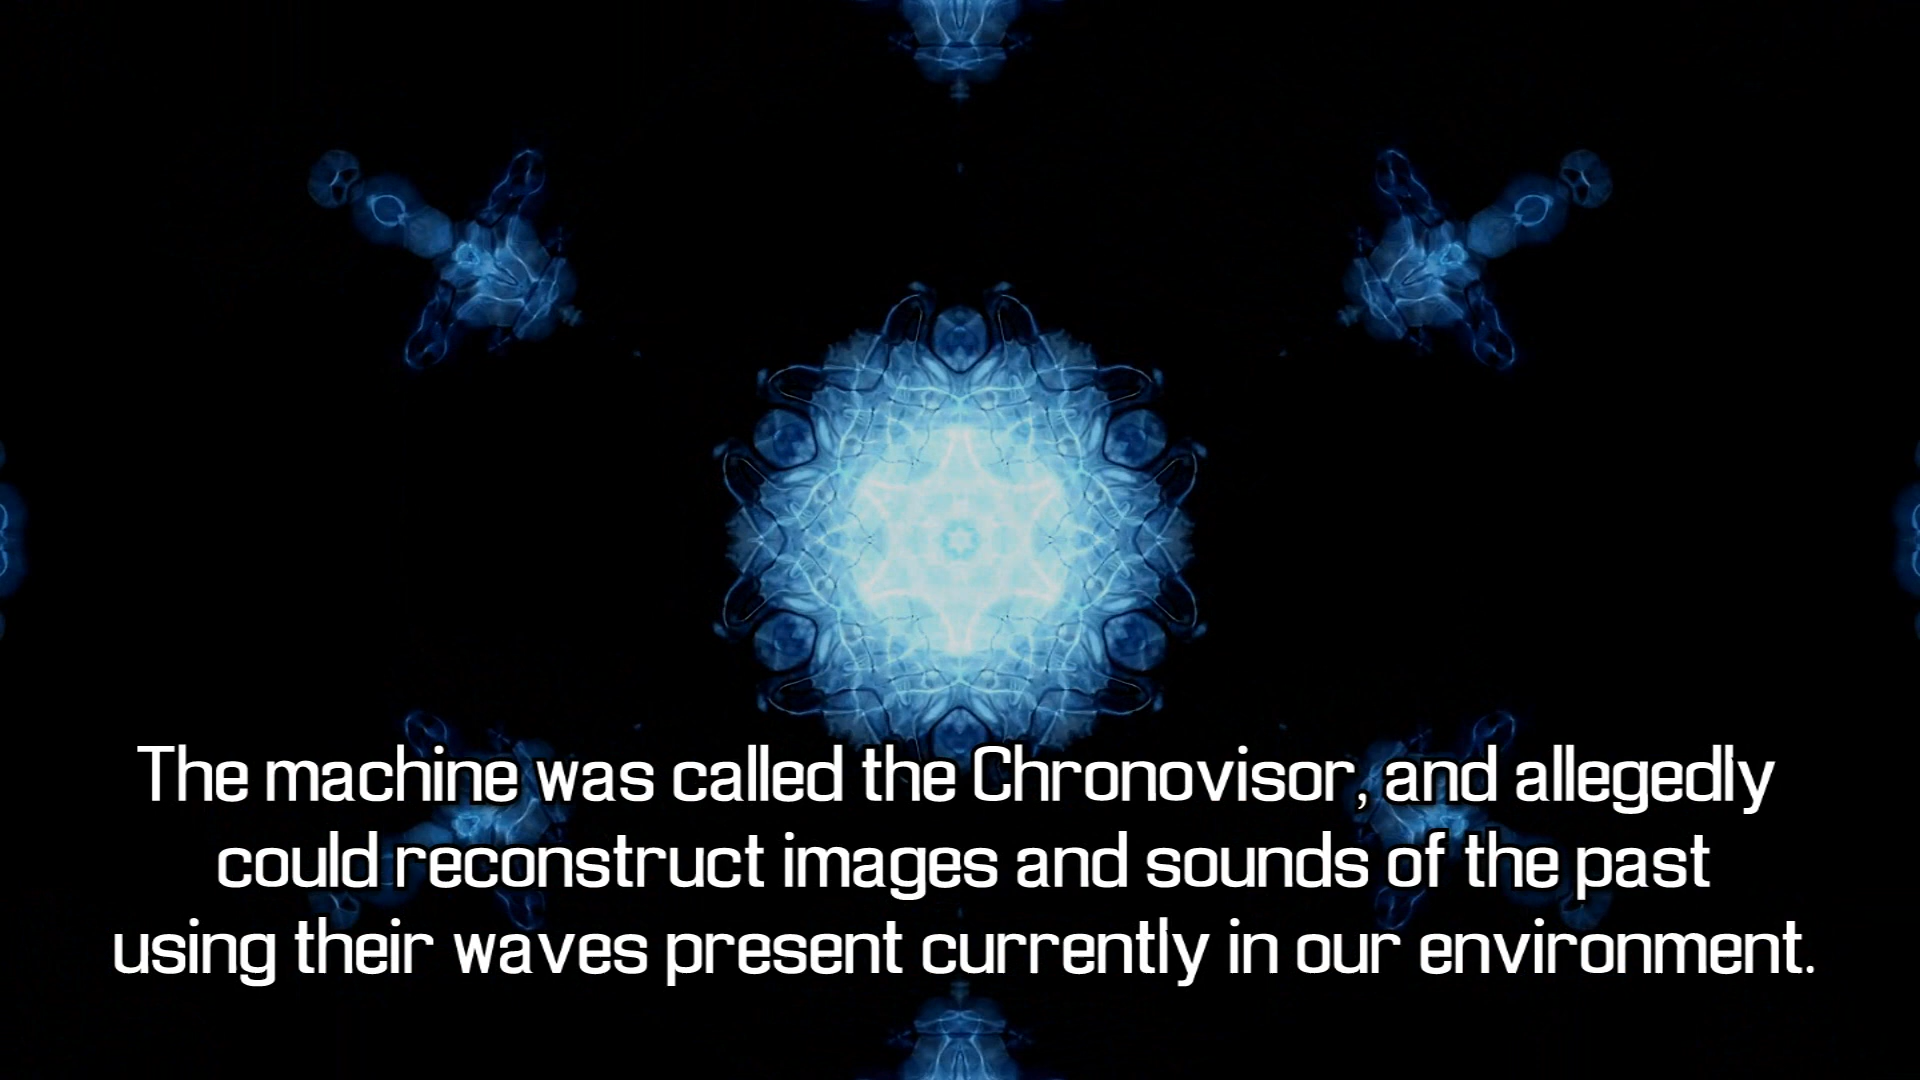 The machine was called the Chronovisor, and allegedly
could reconstruct images and sounds of the past
using their waves present currently in our environment.